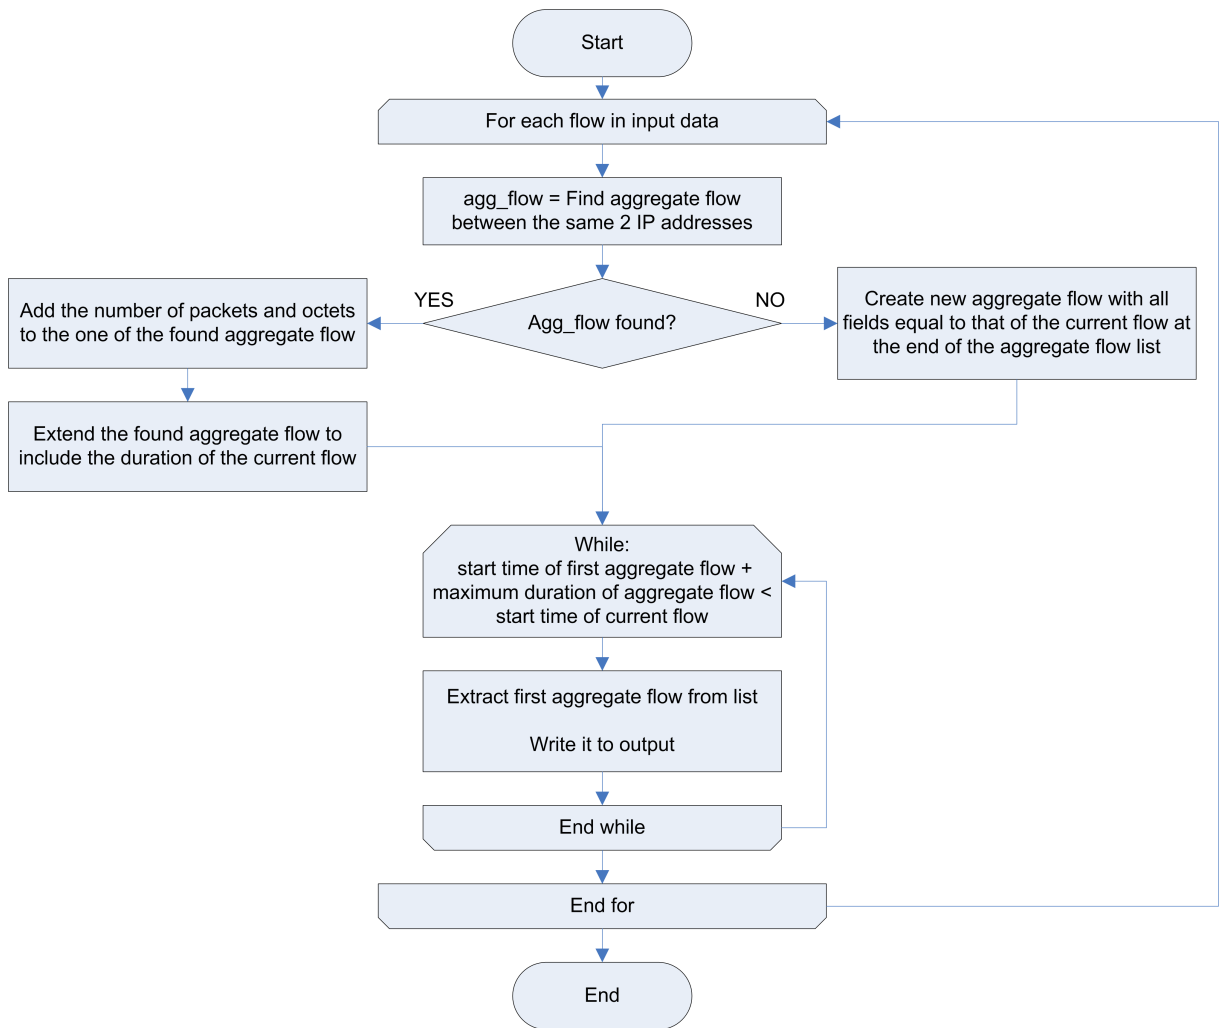 Start
For each flow in input data
agg_flow = Find aggregate flow
between the same 2 IP addresses
YES
NO
Agg_flow found?
Add the number of packets and octets
to the one of the found aggregate flow
Create new aggregate flow with all
fields equal to that of the current flow at
the end of the aggregate flow list
Extend the found aggregate flow to
include the duration of the current flow
While:
start time of first aggregate flow +
maximum duration of aggregate flow <
start time of current flow
Extract first aggregate flow from list
Write it to output
End while
End for
End